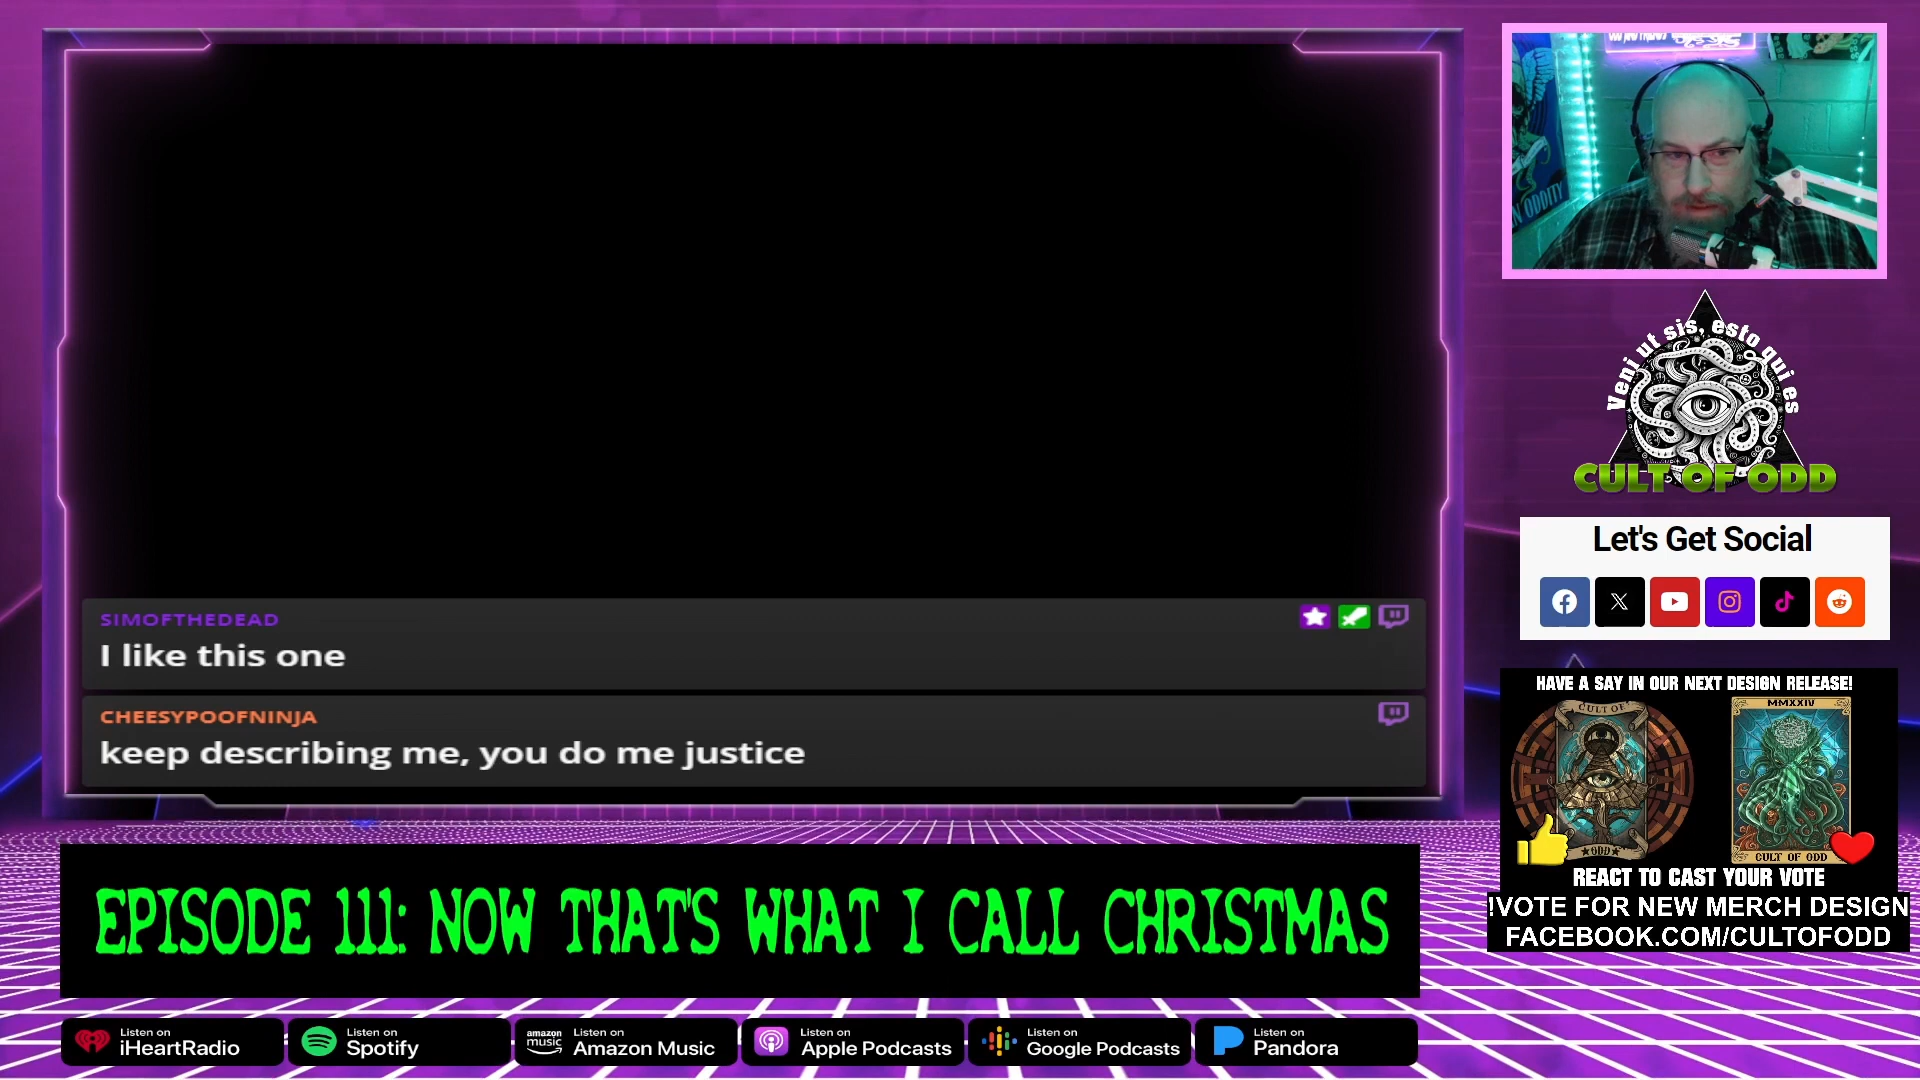 SIMOFTHEDEAD
I like this one
CHEESYPOOFNINJA
keep describing me, you do me justice
EPISODE 111: NOW THAT'S WHAT I CALL CHRISTMAS
Listen on
iHeartRadio
Listen on
Spotify
amazon
music
Listen on
Amazon Music
Listen on
Apple Podcasts
Listen on
Google Podcasts
Listen on
Pandora
N ODDITY
Veni ut sis, esto qui es
CULT OF ODD
Let's Get Social
HAVE A SAY IN OUR NEXT DESIGN RELEASE!
CULT OF
ODD
MMXXIV
CULT OF ODD
REACT TO CAST YOUR VOTE
!VOTE FOR NEW MERCH DESIGN
FACEBOOK.COM/CULTOFODD